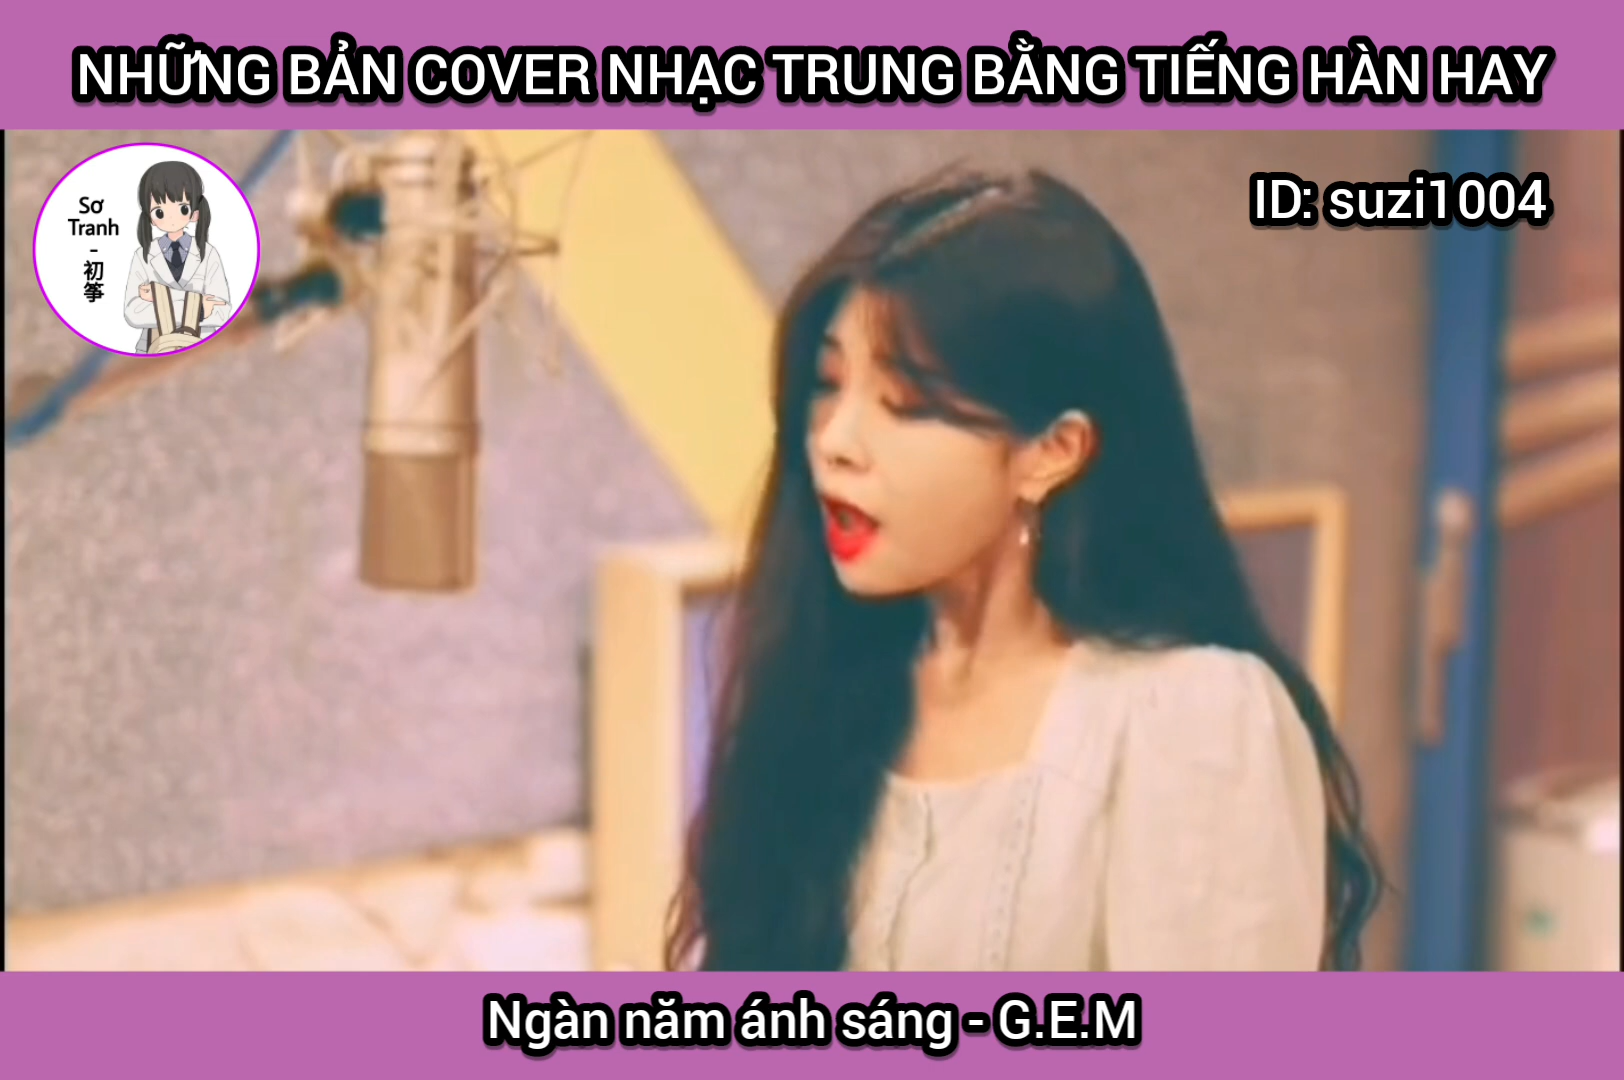 NHỮNG BẢN COVER NHẠC TRUNG BẰNG TIẾNG HÀN HAY
Sơ
Tranh
-
初
筝
ID: suzi1004
Ngàn năm ánh sáng - G.E.M